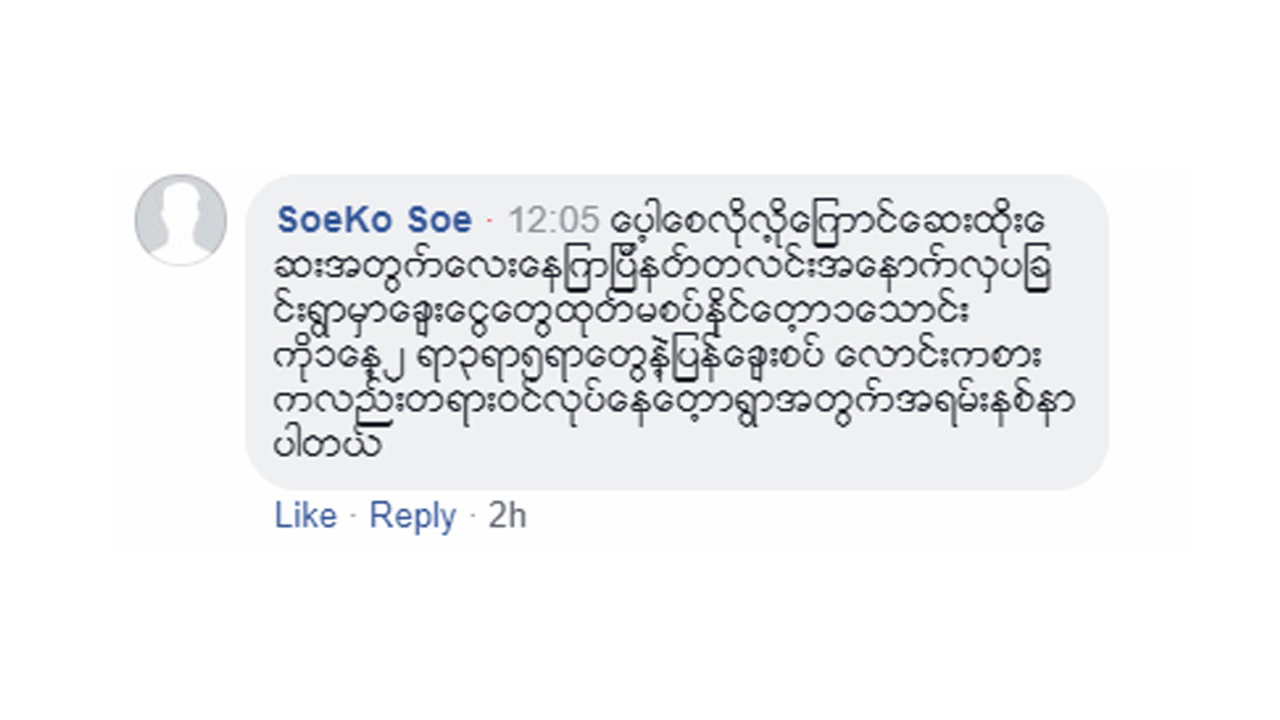 SoeKo Soe · 12:05 ပေ့ါစေလိုလို့ကြောင်ဆေးထိုးဧ
ဆးအတွက်လေးနေကြာပြီနတ်တလင်းအနောက်လှပခြ
င်းရွာမှာချေးငွေတွေထုတ်မစပ်နိုင်တော့ာ၁သောင်း
ကို၁နေ့၂ ရာ၃ရာ၅ရာတွေနဲ့ပြန်ချေးစပ် လောင်းကစား
ကလည်းတရားဝင်လုပ်နေတော့ာရွာအတွက်အရမ်းနစ်နာ
ပါတယ်
Like · Reply · 2h